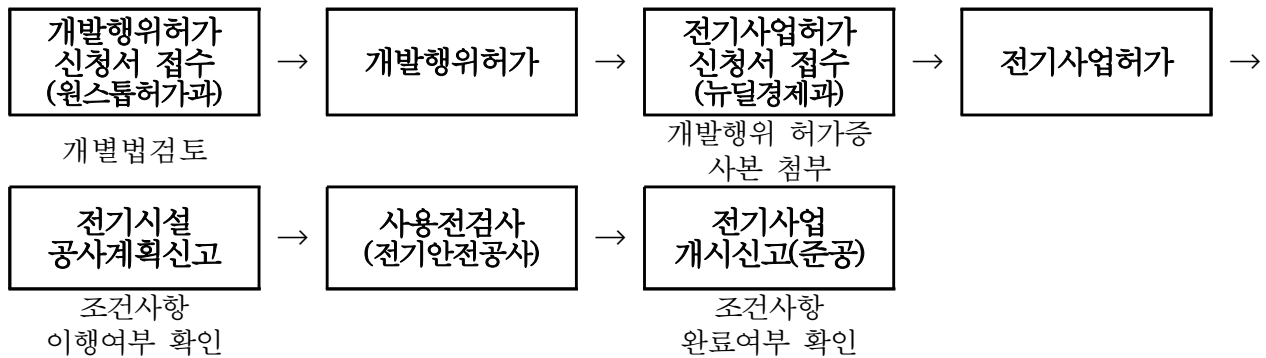 개발행위허가
신청서 접수
(원스톱허가과)
→
개발행위허가
→
전기사업허가
신청서 접수
(뉴딜경제과)
→
전기사업허가
→
개별법검토
개발행위 허가증
사본 첨부
전기시설
공사계획신고
→
사용전검사
(전기안전공사)
→
전기사업
개시신고(준공)
조건사항
이행여부 확인
조건사항
완료여부 확인